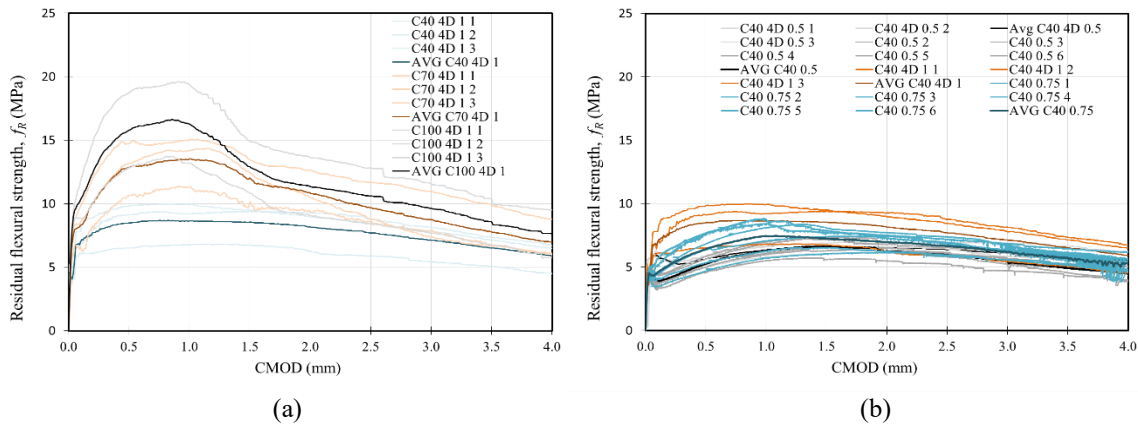 25
20
15
10
5
0
0.0 0.5 1.0 1.5 2.0 2.5 3.0 3.5 4.0
Residual flexural strength, fR (MPa)
CMOD (mm)
C40 4D 1 1
C40 4D 1 2
C40 4D 1 3
AVG C40 4D 1
C70 4D 1 1
C70 4D 1 2
C70 4D 1 3
AVG C70 4D 1
C100 4D 1 1
C100 4D 1 2
C100 4D 1 3
AVG C100 4D 1
(a)
25
20
15
10
5
0
0.0 0.5 1.0 1.5 2.0 2.5 3.0 3.5 4.0
Residual flexural strength, fR (MPa)
CMOD (mm)
C40 4D 0.5 1 C40 4D 0.5 2 Avg C40 4D 0.5
C40 4D 0.5 3 C40 0.5 2 C40 0.5 3
C40 0.5 4 C40 0.5 5 C40 0.5 6
AVG C40 0.5 C40 4D 1 1 C40 4D 1 2
C40 4D 1 3 AVG C40 4D 1 C40 0.75 1
C40 0.75 2 C40 0.75 3 C40 0.75 4
C40 0.75 5 C40 0.75 6 AVG C40 0.75
(b)